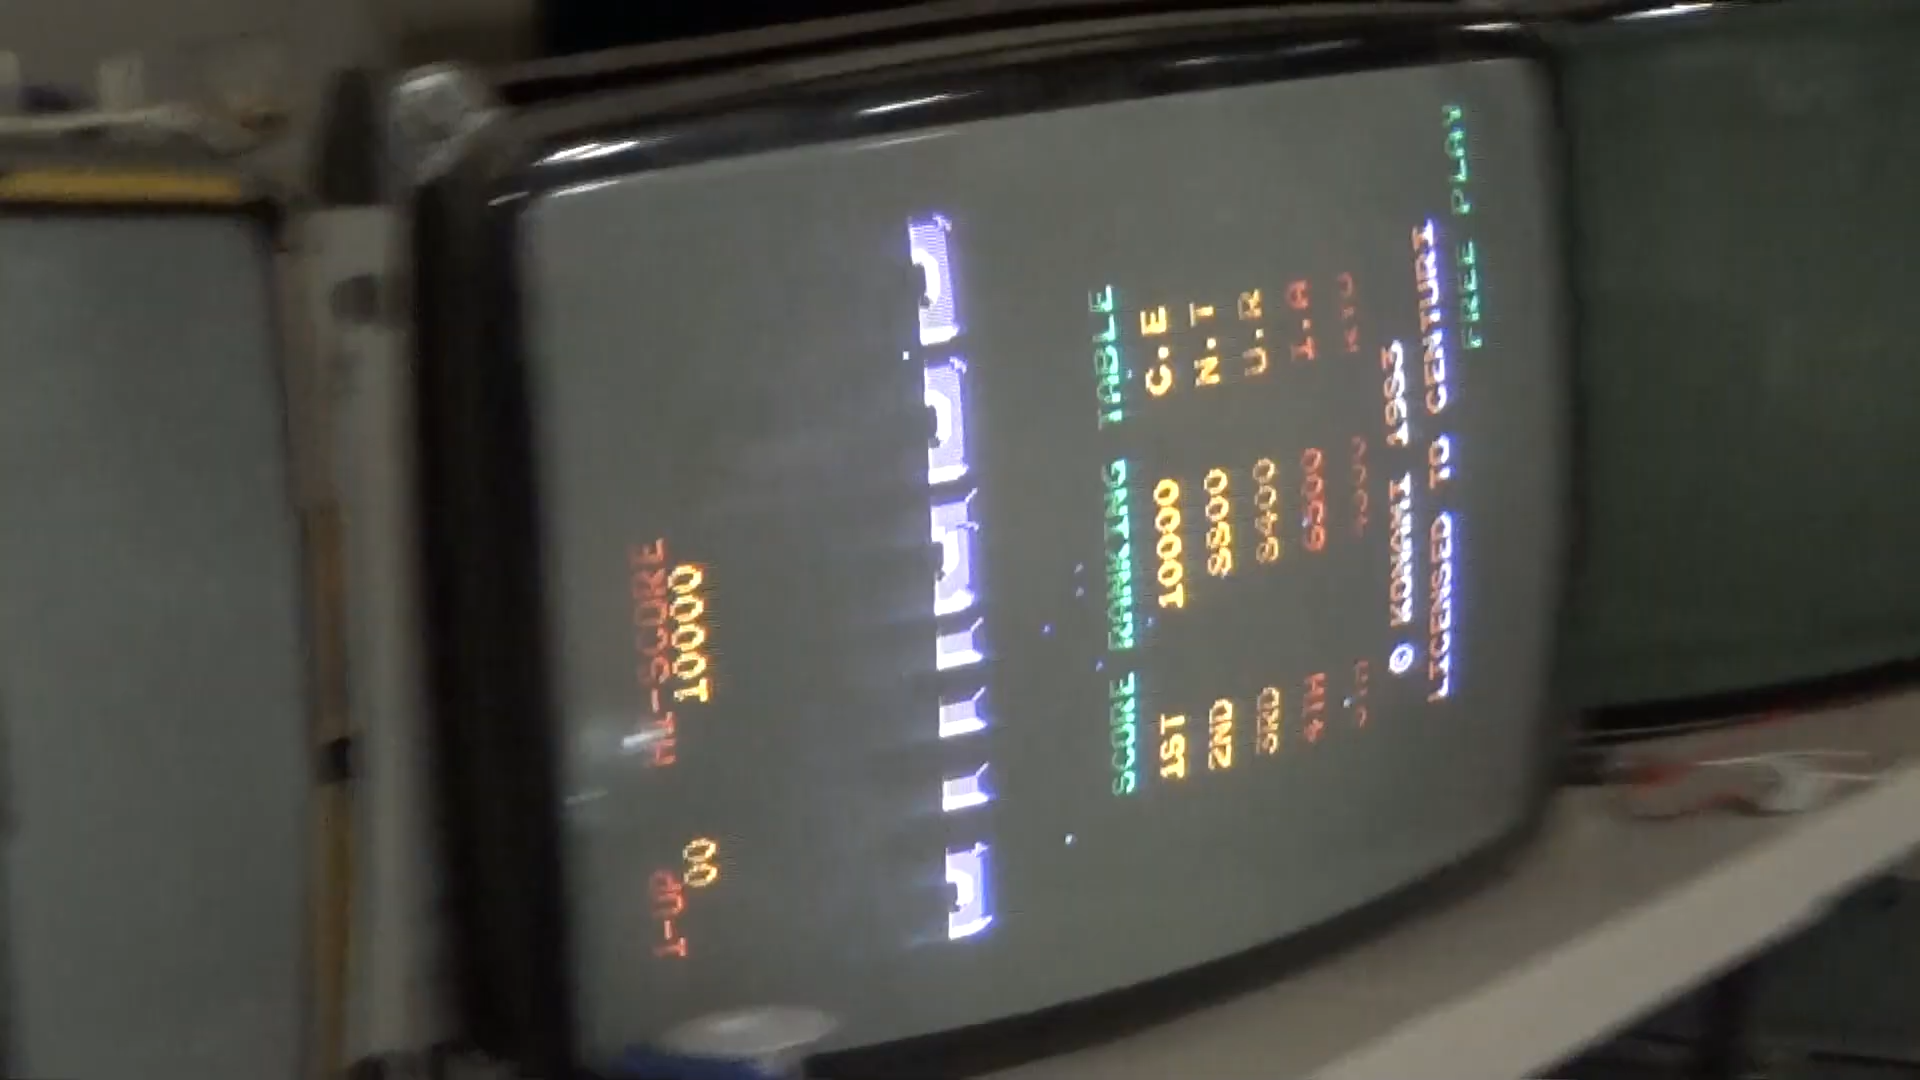 1-UP HI-SCORE
00 10000
SCORE RANKING TABLE
1ST 10000 C.E
2ND 8800 N.T
3RD 8400 U.R
4TH 6500 I.A
© KONAMI 1983
LICENSED TO CENTURI
FREE PLAY